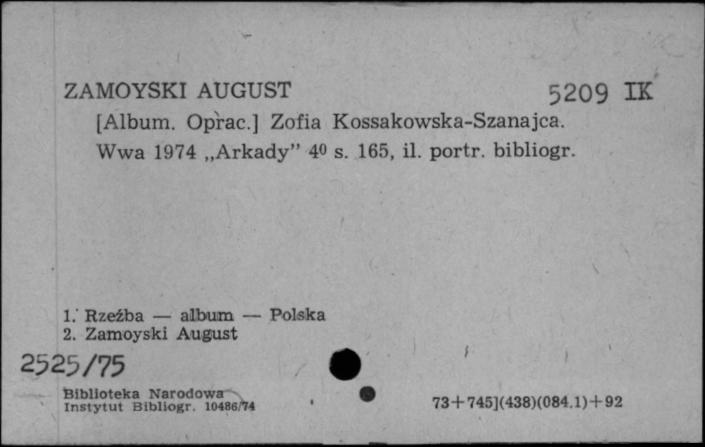 ZAMOYSKI AUGUST 5209 IK
[Album. Oprac.] Zofia Kossakowska-Szanajca.
Wwa 1974 „Arkady” 4⁰ s. 165, il. portr. bibliogr.
1. Rzeźba — album — Polska
2. Zamoyski August
2525/75
Biblioteka Narodowa
Instytut Bibliogr. 10486/74 73+745](438)(084.1)+92